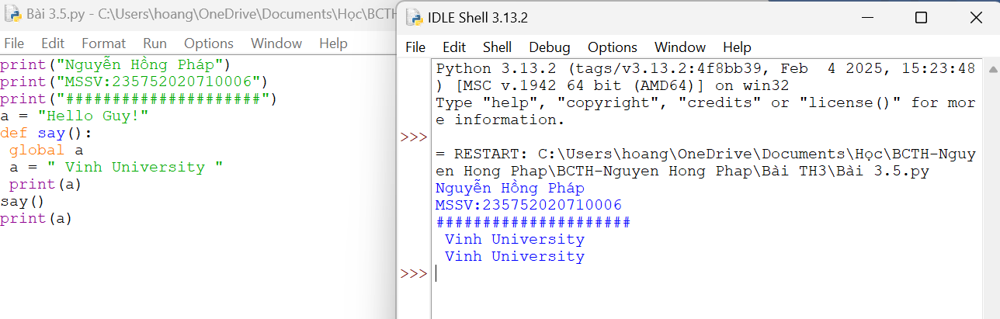 Bài 3.5.py - C:\Users\hoang\OneDrive\Documents\Học\BCTH
File Edit Format Run Options Window Help
print("Nguyễn Hồng Pháp")
print("MSSV:235752020710006")
print("#####################")
a = "Hello Guy!"
def say():
 global a
 a = " Vinh University "
 print(a)
say()
print(a)
IDLE Shell 3.13.2
File Edit Shell Debug Options Window Help
Python 3.13.2 (tags/v3.13.2:4f8bb39, Feb  4 2025, 15:23:48
) [MSC v.1942 64 bit (AMD64)] on win32
Type "help", "copyright", "credits" or "license()" for mor
e information.
>>>
= RESTART: C:\Users\hoang\OneDrive\Documents\Học\BCTH-Nguy
en Hong Phap\BCTH-Nguyen Hong Phap\Bài TH3\Bài 3.5.py
Nguyễn Hồng Pháp
MSSV:235752020710006
#####################
 Vinh University
 Vinh University
>>>